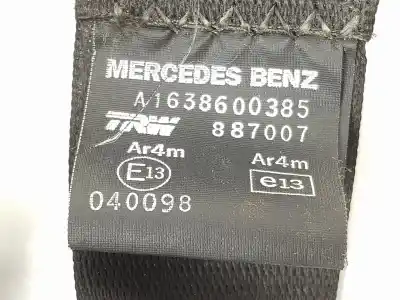 MERCEDES BENZ
A1638600385
TRW 887007
Ar4m Ar4m
E13 e13
040098